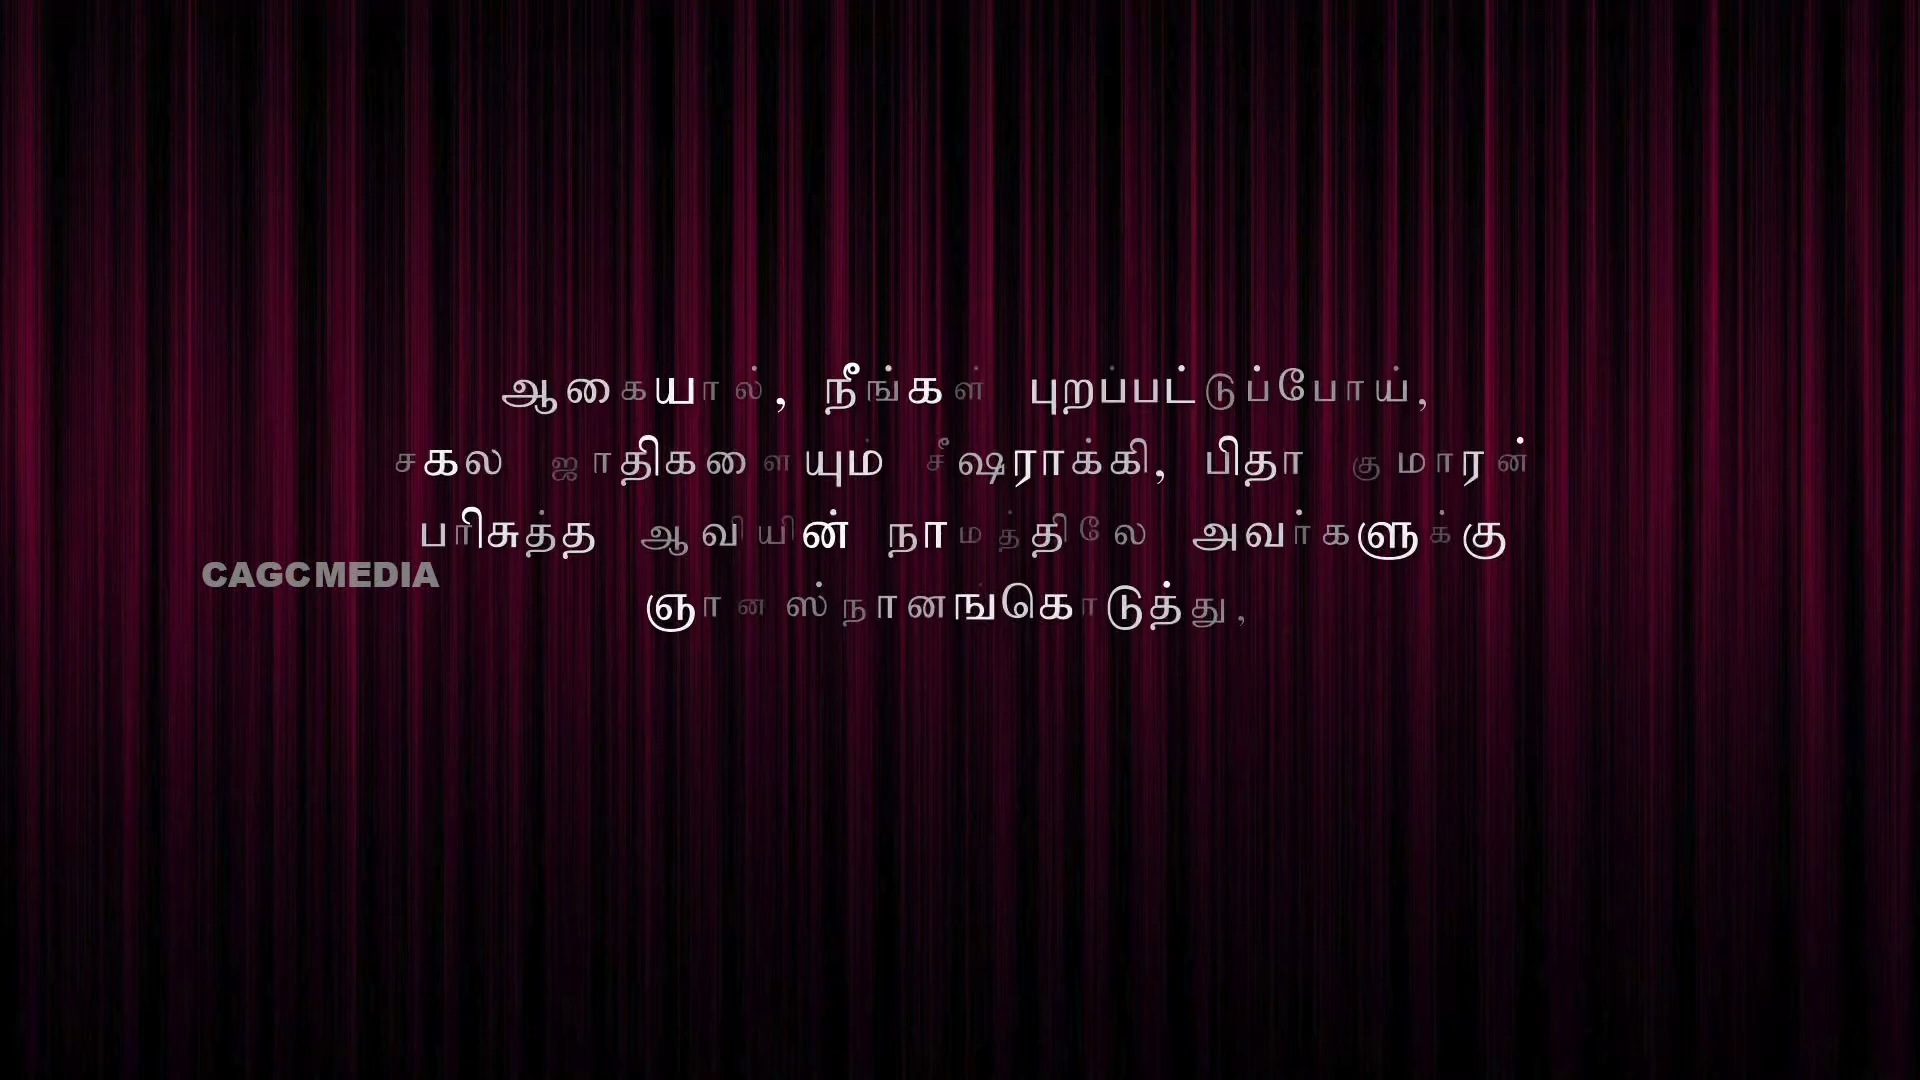 ஆகையால், நீங்கள் புறப்பட்டுப்போய்,
சகல ஜாதிகளையும் சீஷராக்கி, பிதா குமாரன்
பரிசுத்த ஆவியின் நாமத்திலே அவர்களுக்கு
CAGCMEDIA
ஞானஸ்நானங்கொடுத்து,